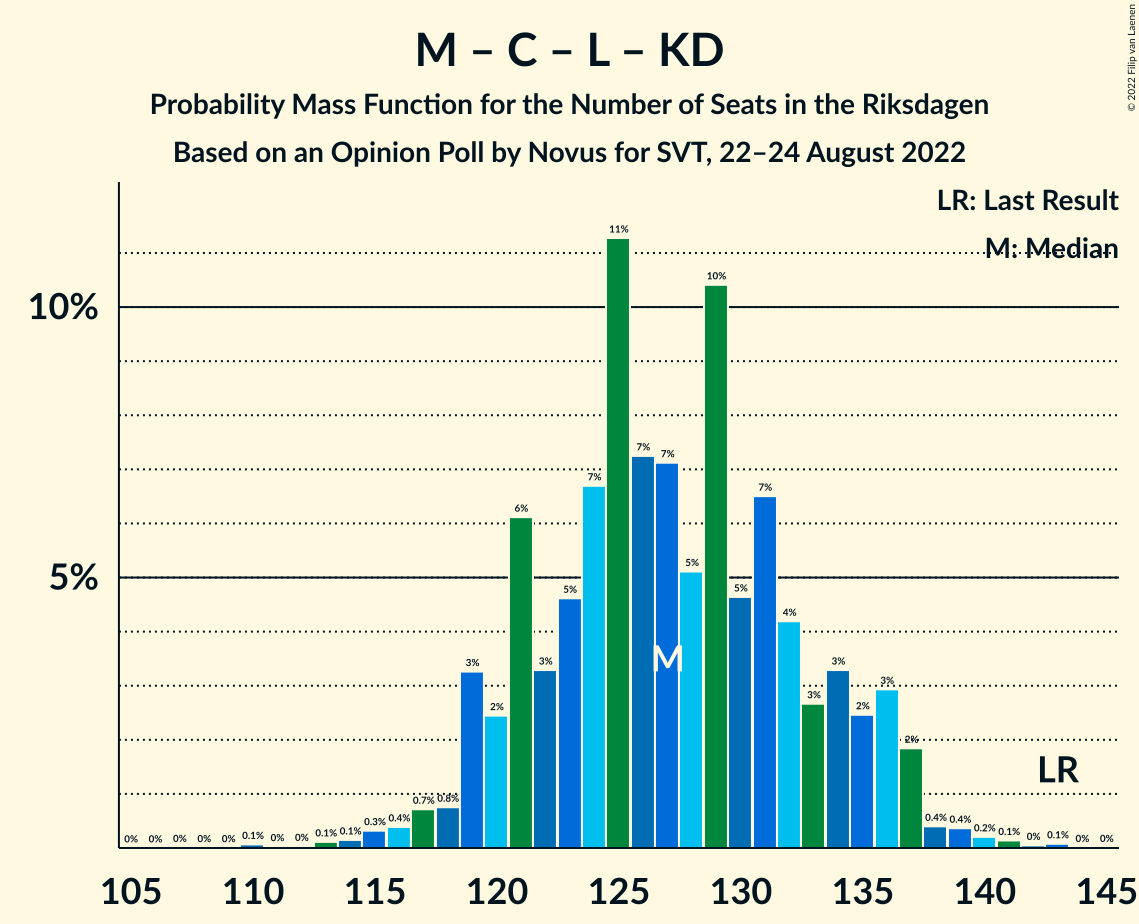 M – C – L – KD
Probability Mass Function for the Number of Seats in the Riksdagen
Based on an Opinion Poll by Novus for SVT, 22–24 August 2022
© 2022 Filip van Laenen
LR: Last Result
M: Median
10%
5%
0% 0% 0% 0% 0% 0.1% 0% 0% 0.1% 0.1% 0.3% 0.4% 0.7% 0.8% 3% 2% 6% 3% 5% 7% 11% 7% 7% 5% 10% 5% 7% 4% 3% 3% 2% 3% 2% 0.4% 0.4% 0.2% 0.1% 0% 0.1% 0% 0%
M
LR
105 110 115 120 125 130 135 140 145